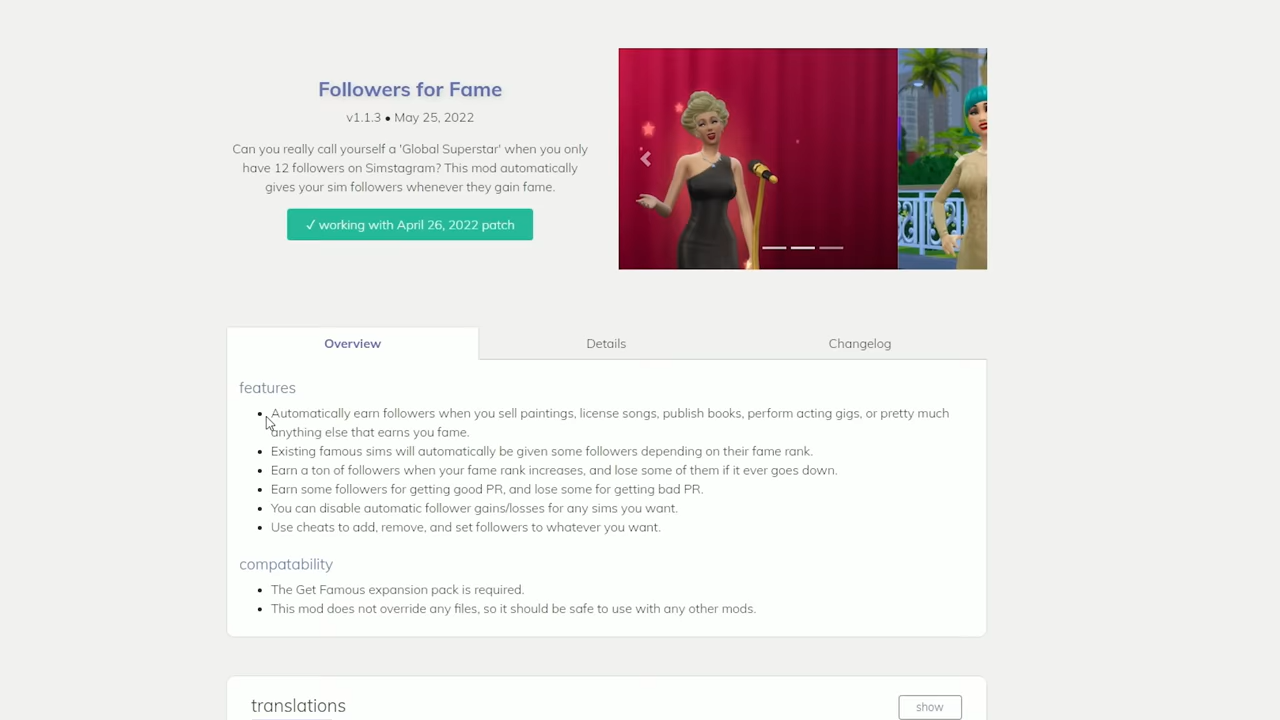 Followers for Fame
v1.1.3 • May 25, 2022
Can you really call yourself a 'Global Superstar' when you only
have 12 followers on Simstagram? This mod automatically
gives your sim followers whenever they gain fame.
✓ working with April 26, 2022 patch
Overview
Details
Changelog
features
• Automatically earn followers when you sell paintings, license songs, publish books, perform acting gigs, or pretty much
anything else that earns you fame.
• Existing famous sims will automatically be given some followers depending on their fame rank.
• Earn a ton of followers when your fame rank increases, and lose some of them if it ever goes down.
• Earn some followers for getting good PR, and lose some for getting bad PR.
• You can disable automatic follower gains/losses for any sims you want.
• Use cheats to add, remove, and set followers to whatever you want.
compatability
• The Get Famous expansion pack is required.
• This mod does not override any files, so it should be safe to use with any other mods.
translations
show